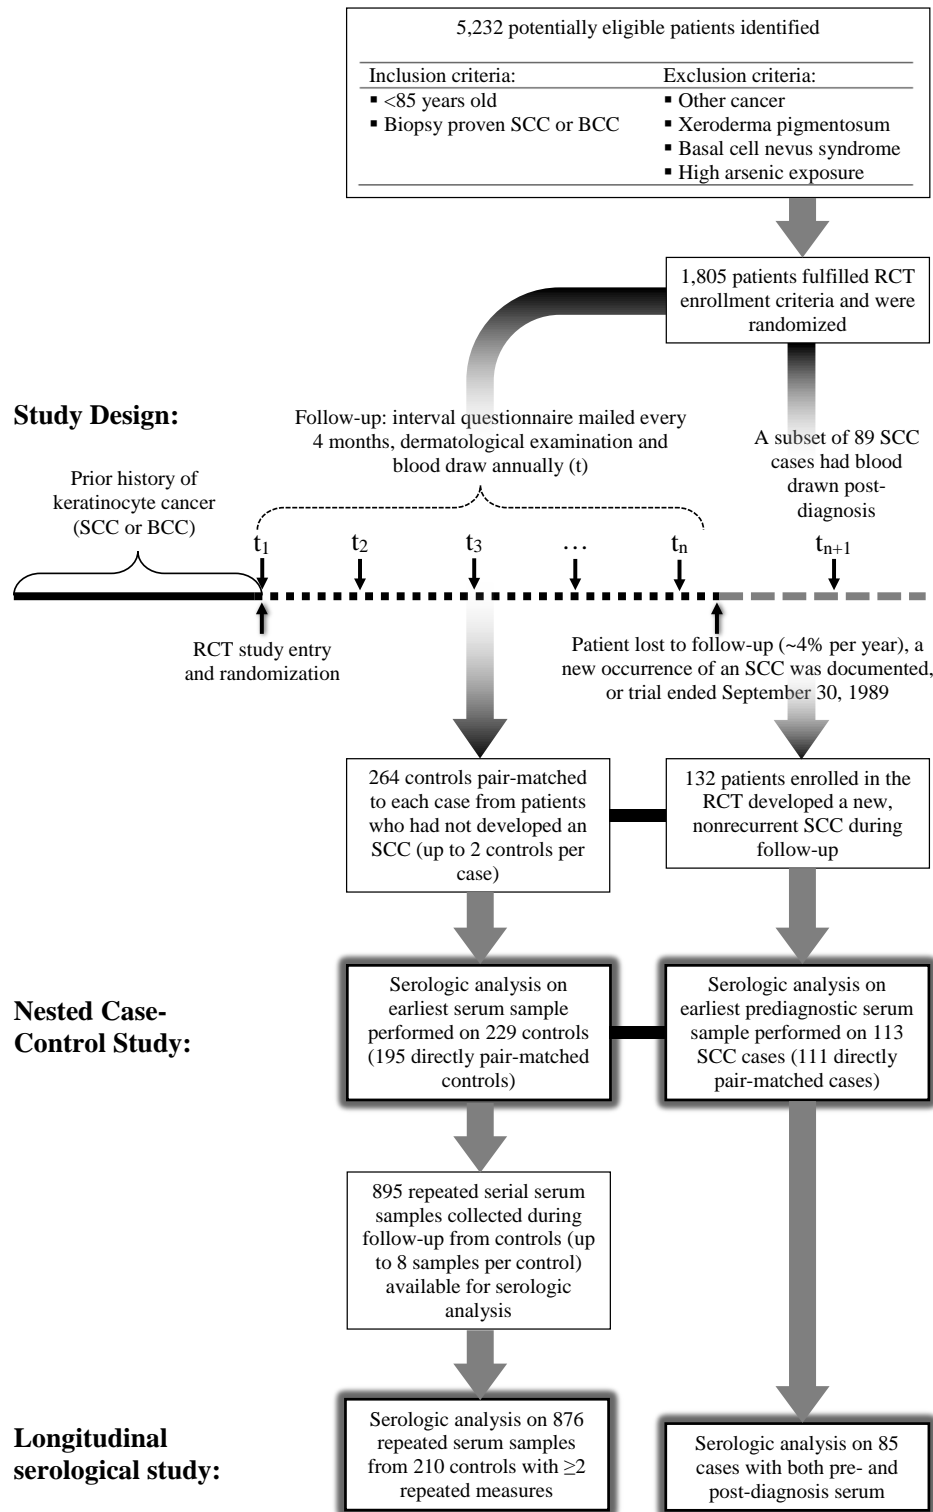 5,232 potentially eligible patients identified
Inclusion criteria:
▪ <85 years old
▪ Biopsy proven SCC or BCC
Exclusion criteria:
▪ Other cancer
▪ Xeroderma pigmentosum
▪ Basal cell nevus syndrome
▪ High arsenic exposure
1,805 patients fulfilled RCT
enrollment criteria and were
randomized
Study Design:
Follow-up: interval questionnaire mailed every
4 months, dermatological examination and
blood draw annually (t)
A subset of 89 SCC
cases had blood
drawn post-
diagnosis
Prior history of
keratinocyte cancer
(SCC or BCC)
t1
t2
t3
…
tn
tn+1
RCT study entry
and randomization
Patient lost to follow-up (~4% per year), a
new occurrence of an SCC was documented,
or trial ended September 30, 1989
264 controls pair-matched
to each case from patients
who had not developed an
SCC (up to 2 controls per
case)
132 patients enrolled in the
RCT developed a new,
nonrecurrent SCC during
follow-up
Nested Case-
Control Study:
Serologic analysis on
earliest serum sample
performed on 229 controls
(195 directly pair-matched
controls)
Serologic analysis on
earliest prediagnostic serum
sample performed on 113
SCC cases (111 directly
pair-matched cases)
895 repeated serial serum
samples collected during
follow-up from controls (up
to 8 samples per control)
available for serologic
analysis
Longitudinal
serological study:
Serologic analysis on 876
repeated serum samples
from 210 controls with ≥2
repeated measures
Serologic analysis on 85
cases with both pre- and
post-diagnosis serum